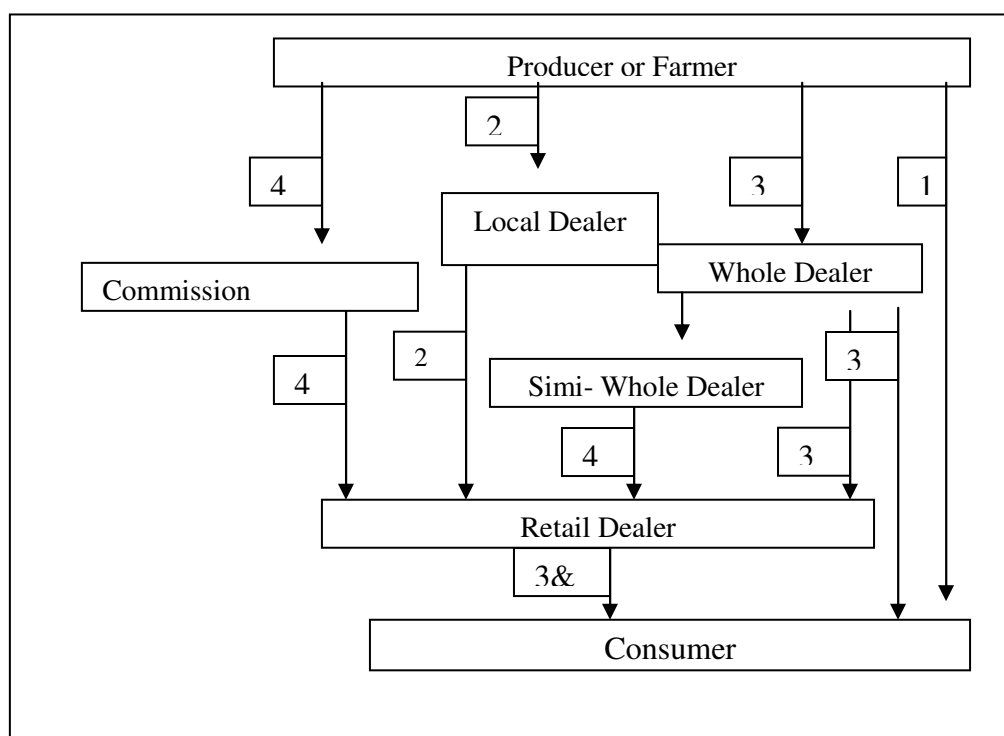 Producer or Farmer
2
4
3
1
Local Dealer
Whole Dealer
Commission
2
3
4
Simi- Whole Dealer
4
3
Retail Dealer
3&
Consumer